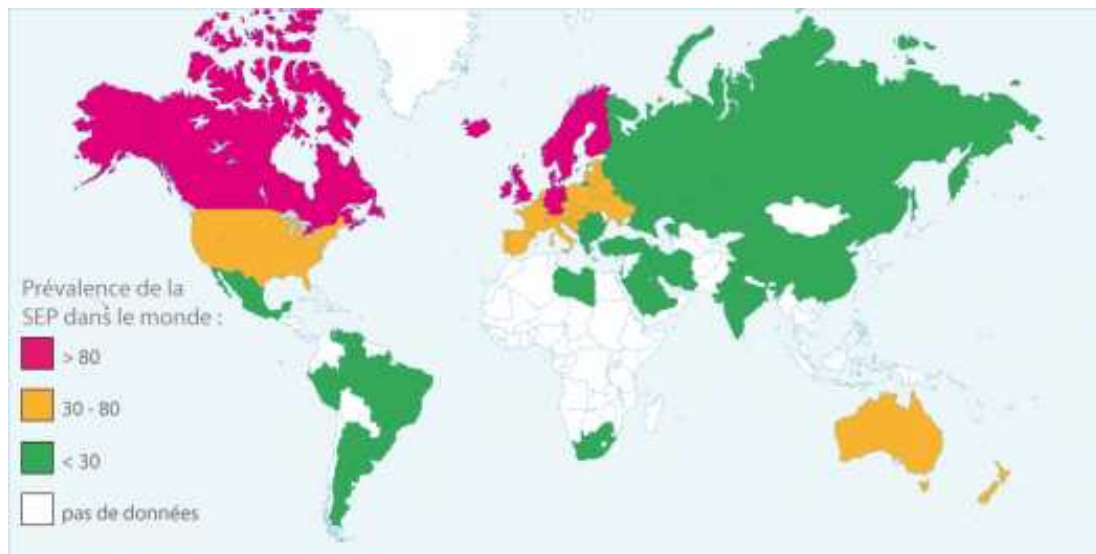 Prévalence de la
SEP dans le monde :
> 80
30 - 80
< 30
pas de données